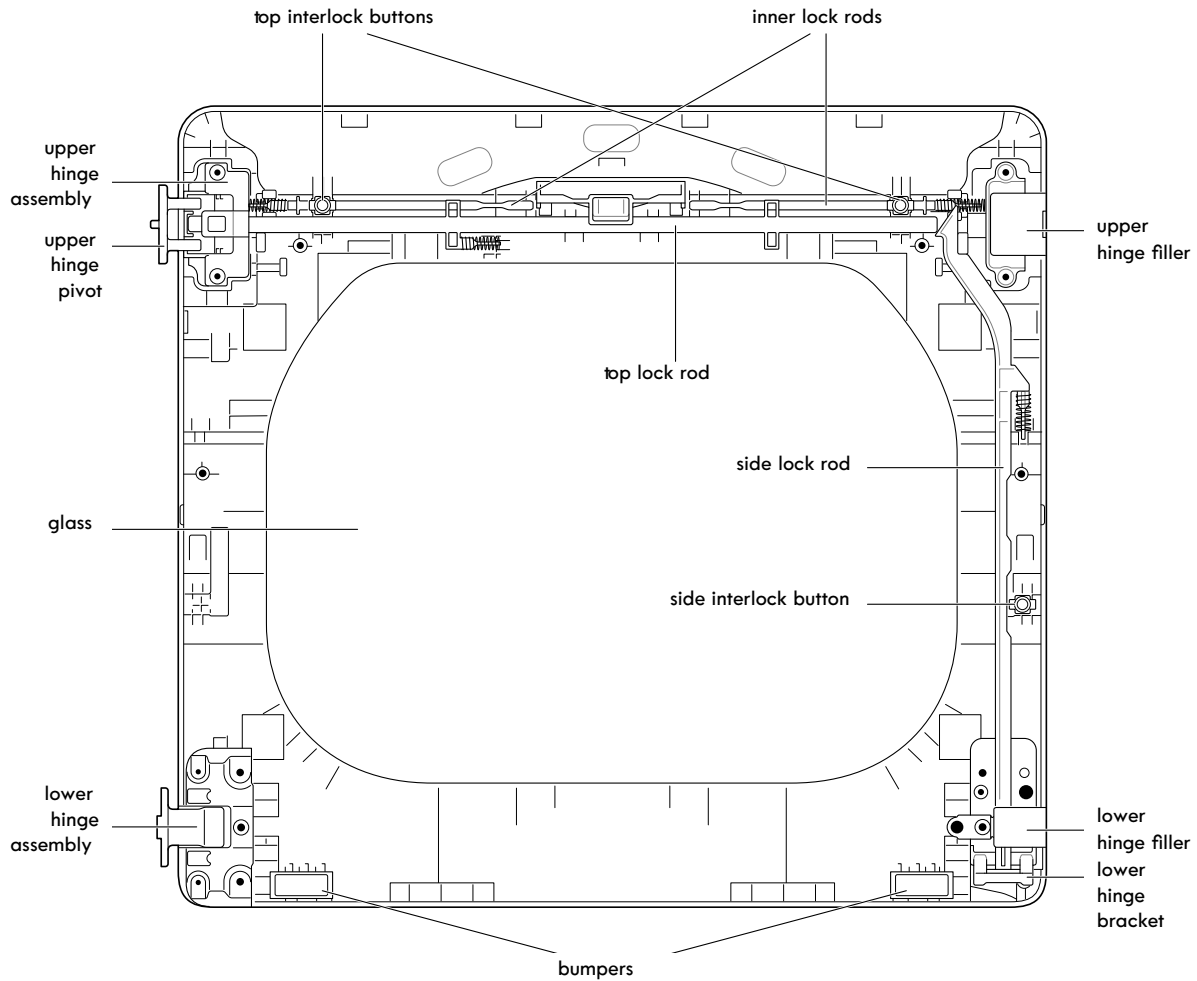 top interlock buttons
inner lock rods
upper
hinge
assembly
upper
hinge
pivot
upper
hinge filler
top lock rod
side lock rod
glass
side interlock button
lower
hinge
assembly
lower
hinge filler
lower
hinge
bracket
bumpers